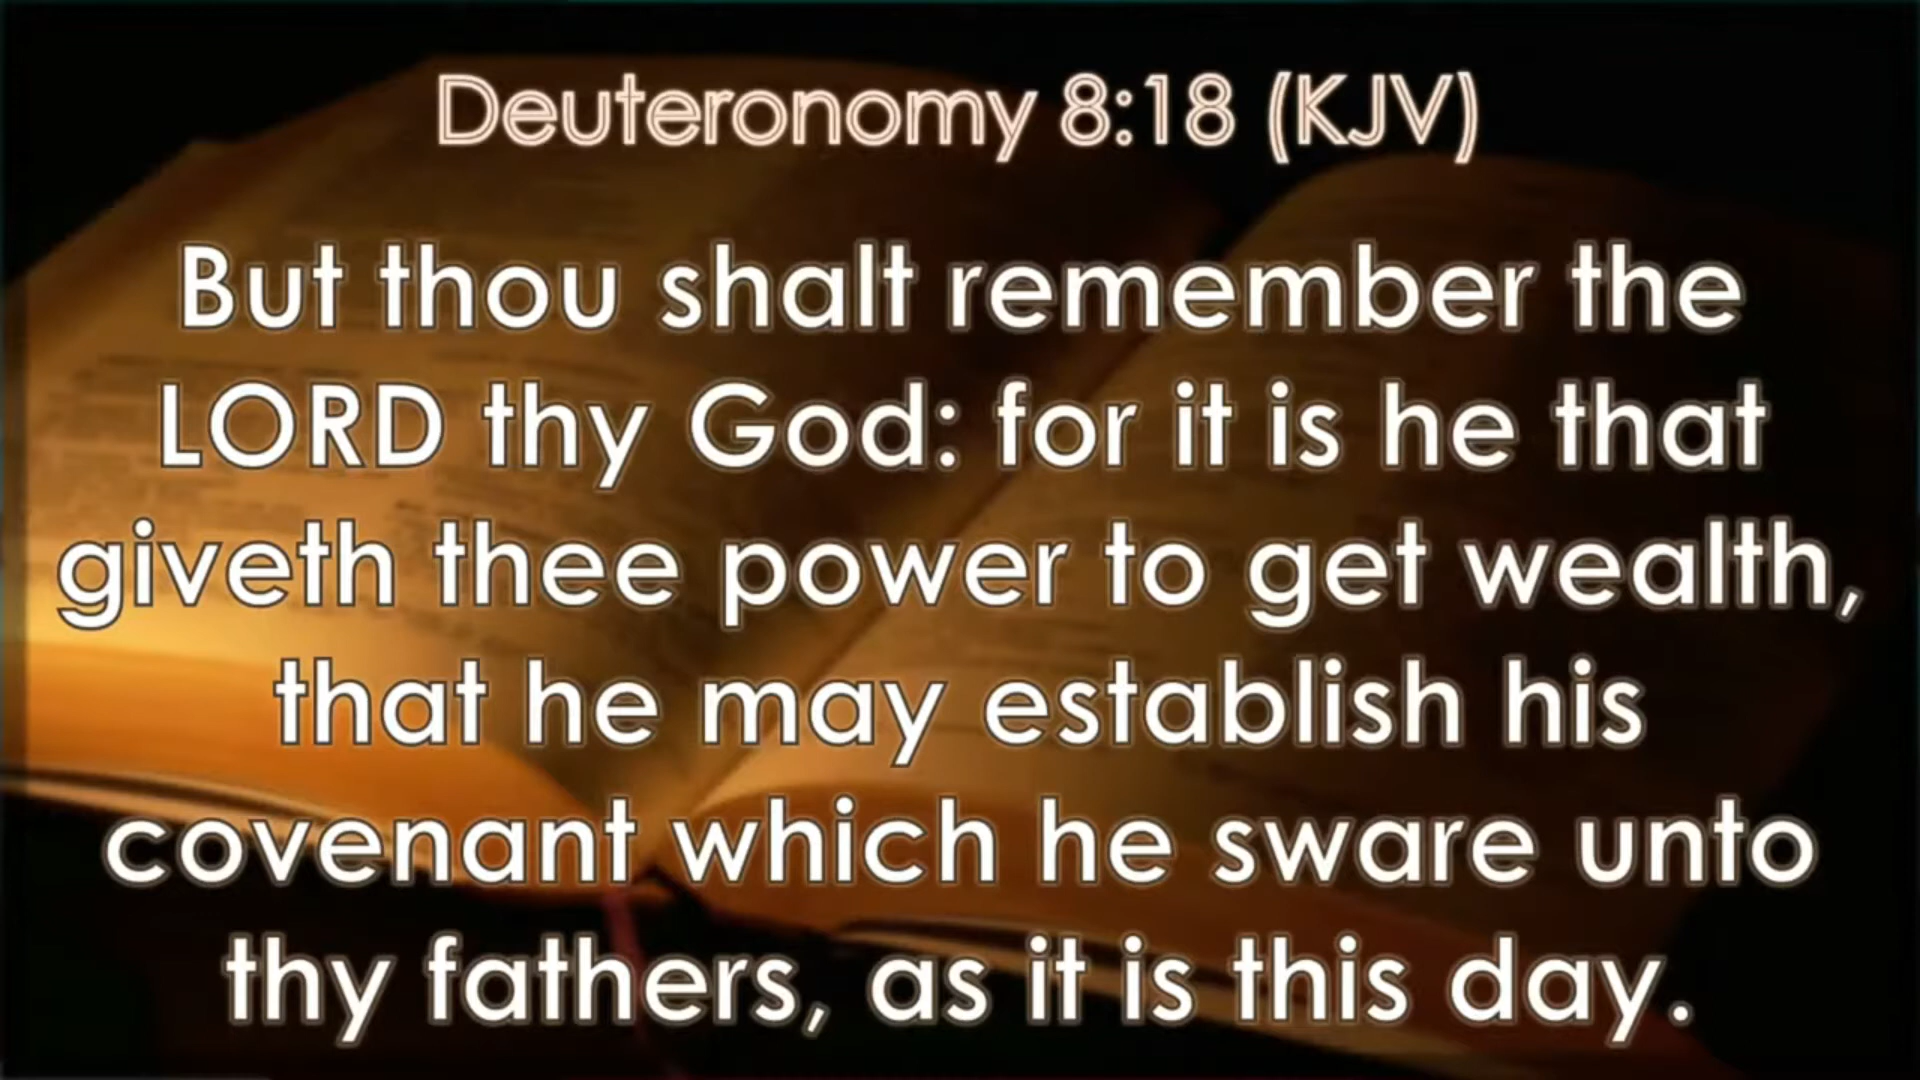 Deuteronomy 8:18 (KJV)
But thou shalt remember the
LORD thy God: for it is he that
giveth thee power to get wealth,
that he may establish his
covenant which he sware unto
thy fathers, as it is this day.